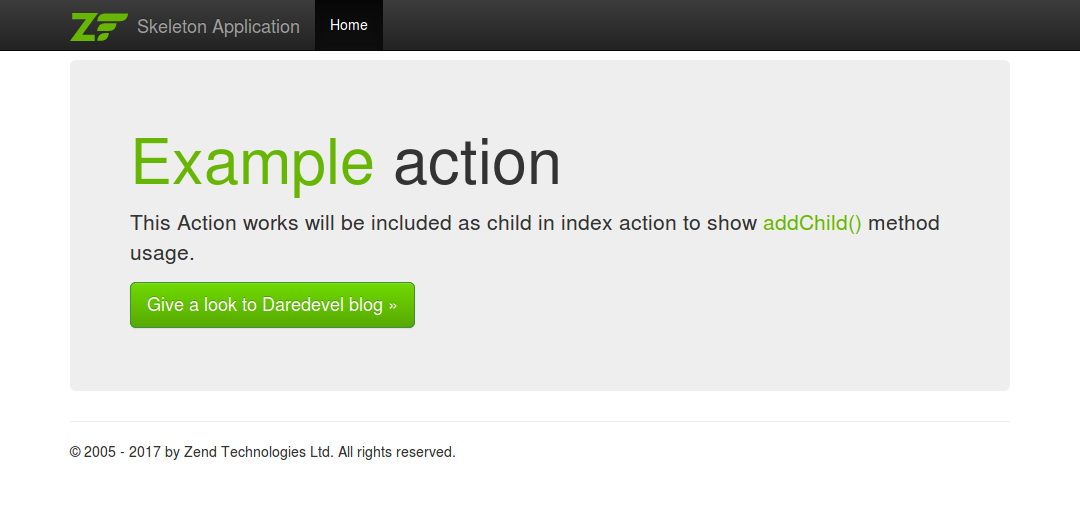 ZF Skeleton Application Home
Example action
This Action works will be included as child in index action to show addChild() method
usage.
Give a look to Daredevel blog »
© 2005 - 2017 by Zend Technologies Ltd. All rights reserved.